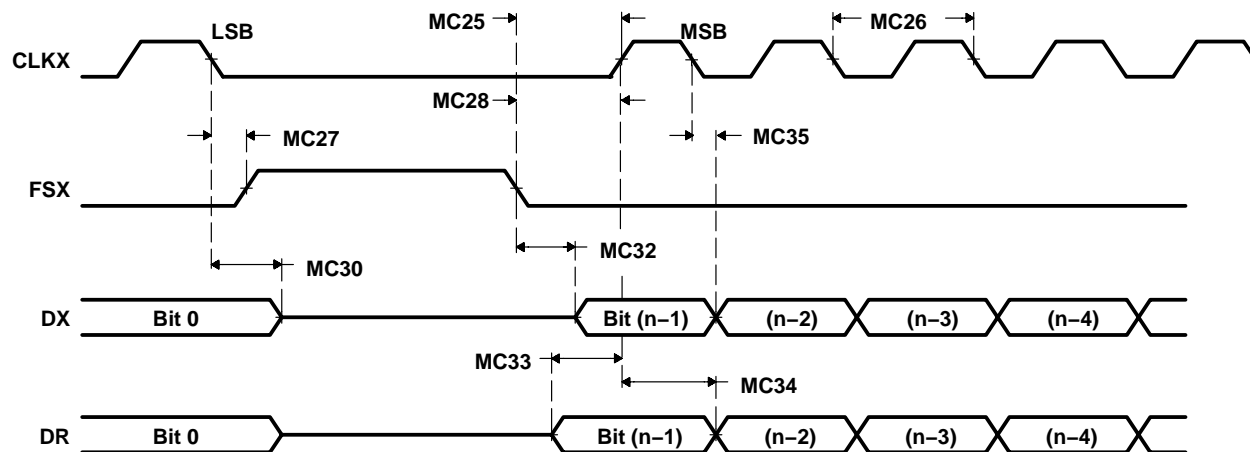 MC25
LSB
MSB
MC26
CLKX
MC28
MC27
MC35
FSX
MC32
MC30
DX
Bit 0
Bit (n−1)
(n−2)
(n−3)
(n−4)
MC33
MC34
DR
Bit 0
Bit (n−1)
(n−2)
(n−3)
(n−4)